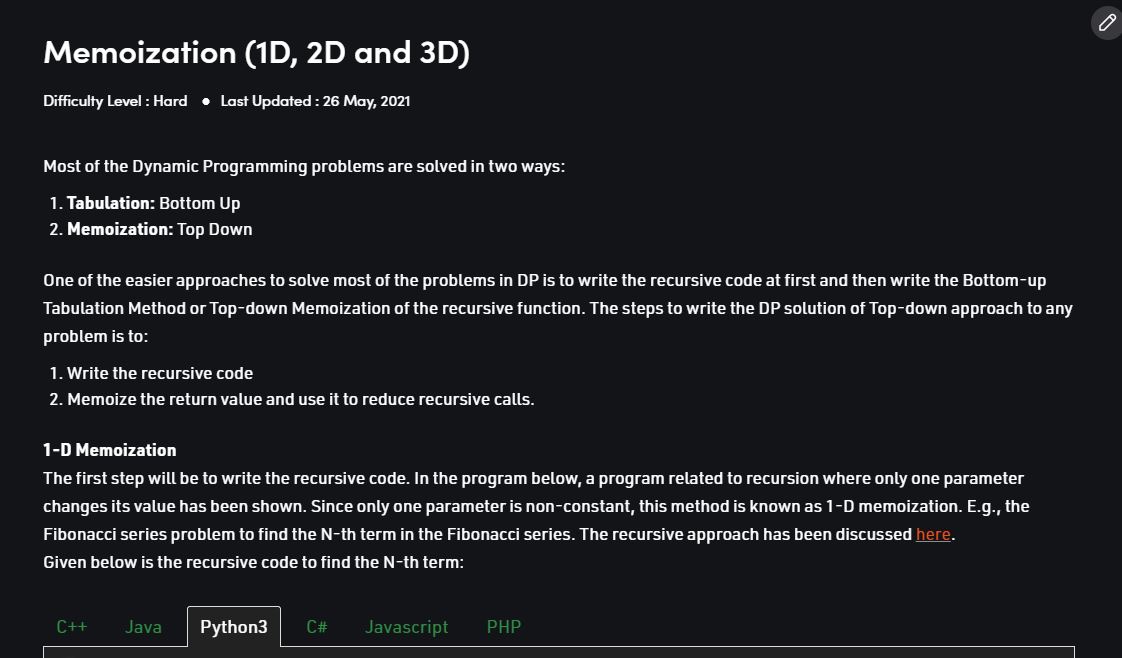 Memoization (1D, 2D and 3D)
Difficulty Level : Hard ● Last Updated : 26 May, 2021
Most of the Dynamic Programming problems are solved in two ways:
1. Tabulation: Bottom Up
2. Memoization: Top Down
One of the easier approaches to solve most of the problems in DP is to write the recursive code at first and then write the Bottom-up
Tabulation Method or Top-down Memoization of the recursive function. The steps to write the DP solution of Top-down approach to any
problem is to:
1. Write the recursive code
2. Memoize the return value and use it to reduce recursive calls.
1-D Memoization
The first step will be to write the recursive code. In the program below, a program related to recursion where only one parameter
changes its value has been shown. Since only one parameter is non-constant, this method is known as 1-D memoization. E.g., the
Fibonacci series problem to find the N-th term in the Fibonacci series. The recursive approach has been discussed here.
Given below is the recursive code to find the N-th term:
C++ Java Python3 C# Javascript PHP